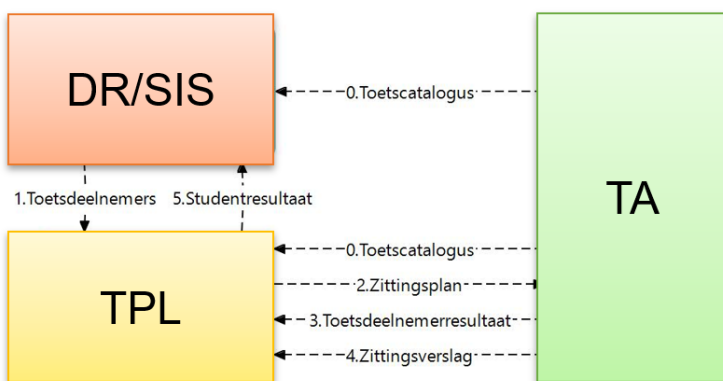 DR/SIS
0.Toetscatalogus
TA
1.Toetsdeelnemers
5.Studentresultaat
TPL
0.Toetscatalogus
2.Zittingsplan
3.Toetsdeelnemerresultaat
4.Zittingsverslag